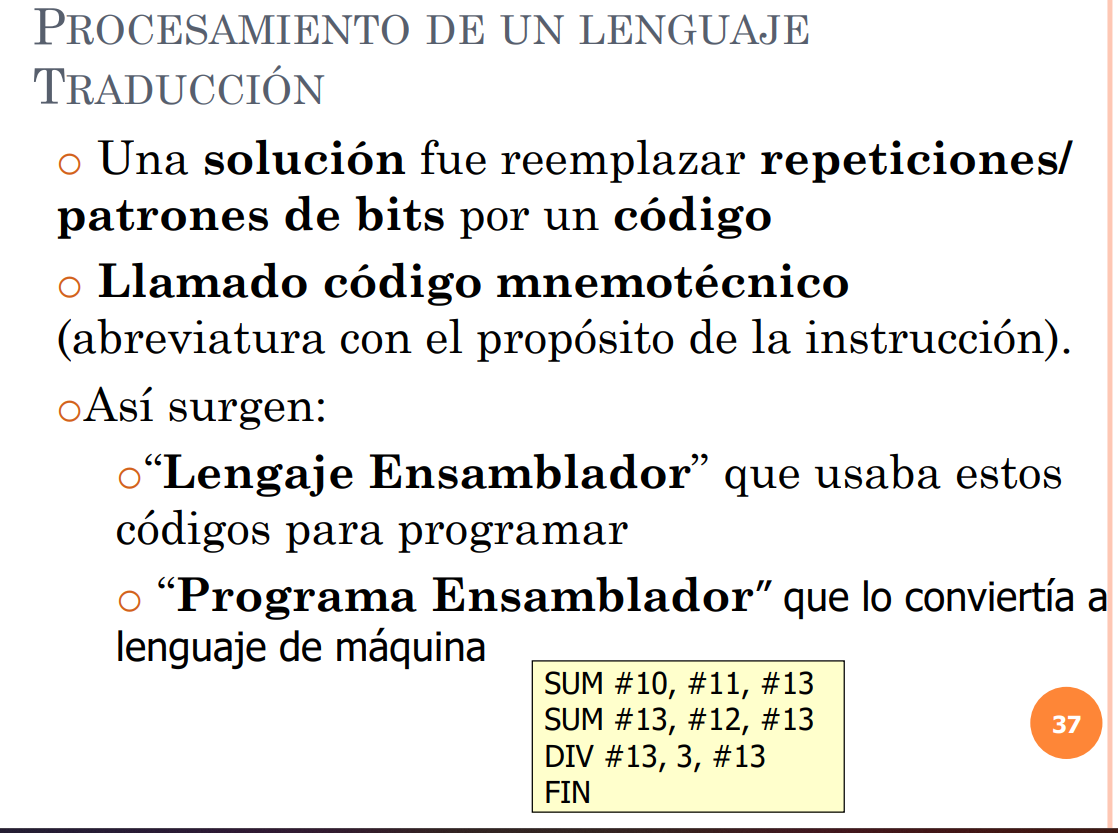 PROCESAMIENTO DE UN LENGUAJE
TRADUCCIÓN
Una solución fue reemplazar repeticiones/
patrones de bits por un código
Llamado código mnemotécnico
(abreviatura con el propósito de la instrucción).
Así surgen:
“Lengaje Ensamblador” que usaba estos
códigos para programar
“Programa Ensamblador” que lo conviertía a
lenguaje de máquina
SUM #10, #11, #13
SUM #13, #12, #13
DIV #13, 3, #13
FIN
37